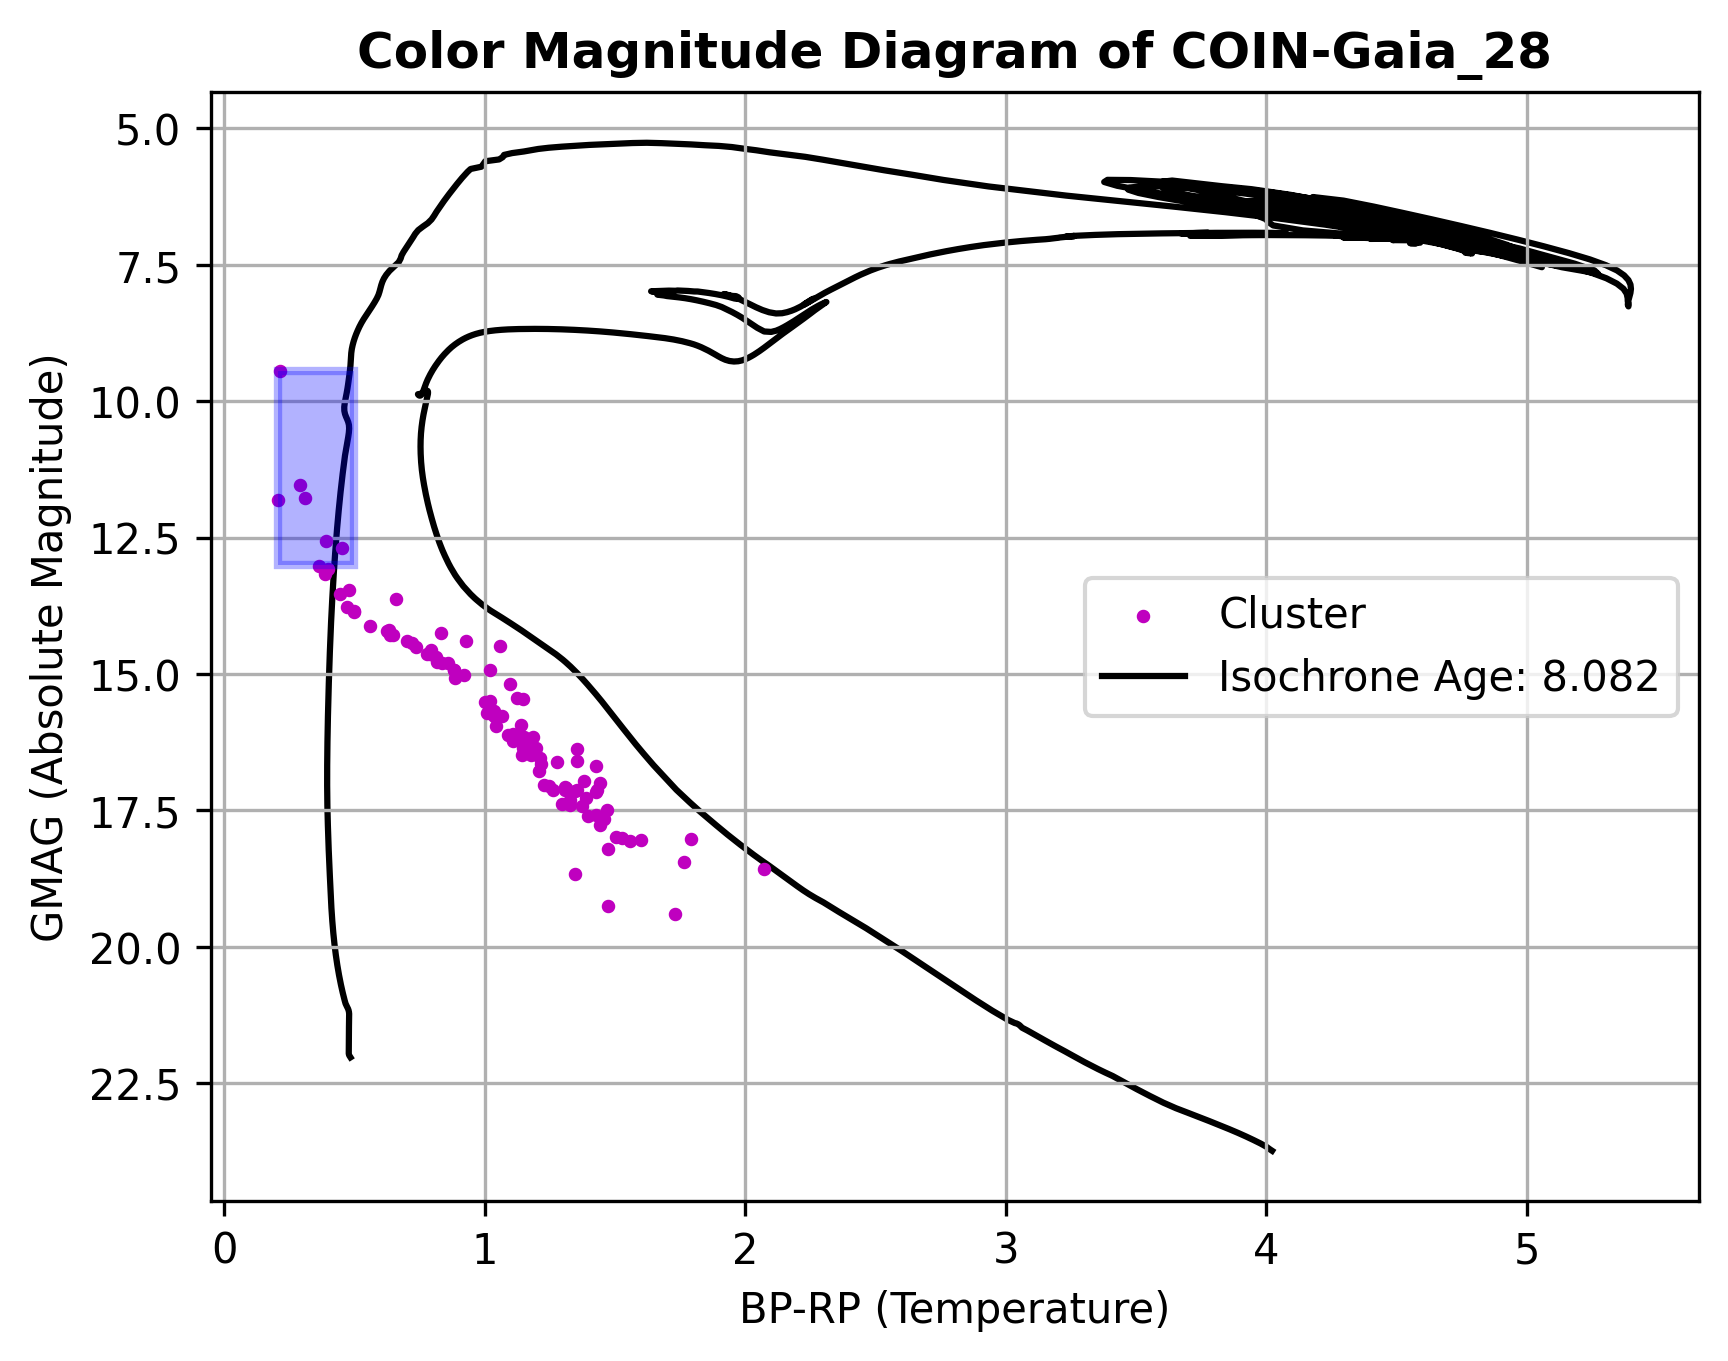 Color Magnitude Diagram of COIN-Gaia_28
GMAG (Absolute Magnitude)
5.0
7.5
10.0
12.5
15.0
17.5
20.0
22.5
Cluster
Isochrone Age: 8.082
0 1 2 3 4 5
BP-RP (Temperature)